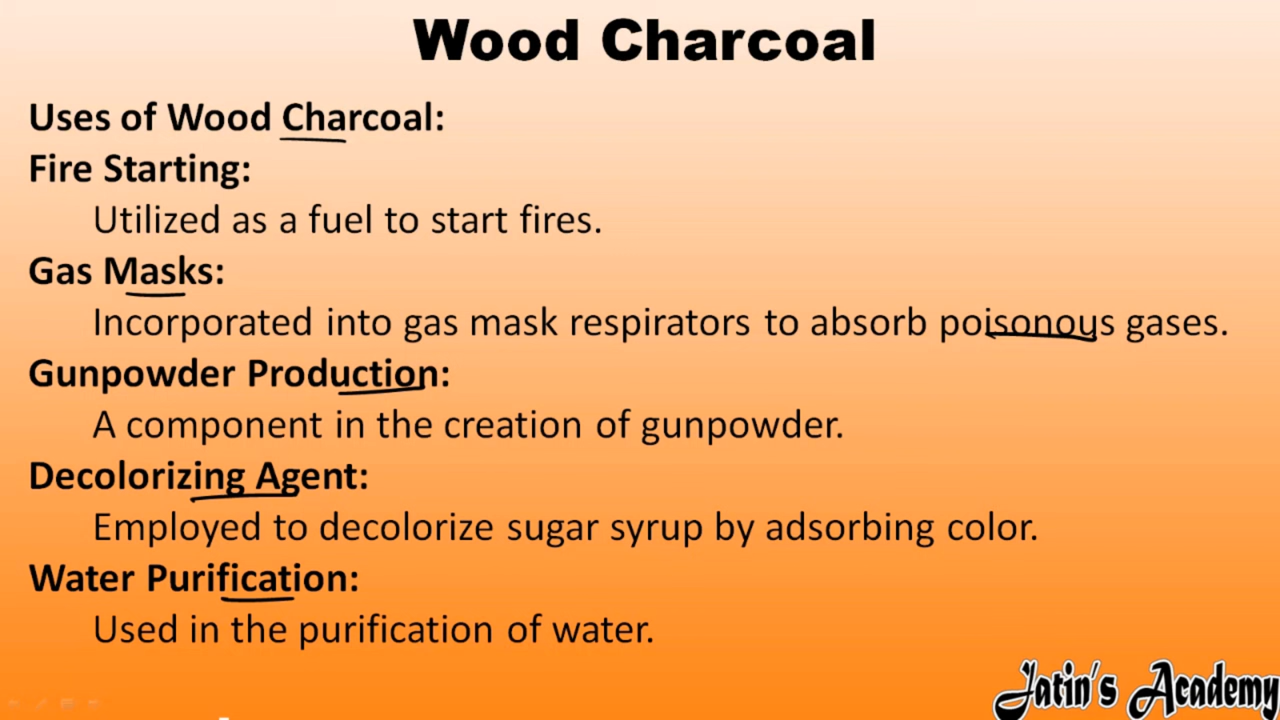 Wood Charcoal
Uses of Wood Charcoal:
Fire Starting:
Utilized as a fuel to start fires.
Gas Masks:
Incorporated into gas mask respirators to absorb poisonous gases.
Gunpowder Production:
A component in the creation of gunpowder.
Decolorizing Agent:
Employed to decolorize sugar syrup by adsorbing color.
Water Purification:
Used in the purification of water.
Jatin's Academy